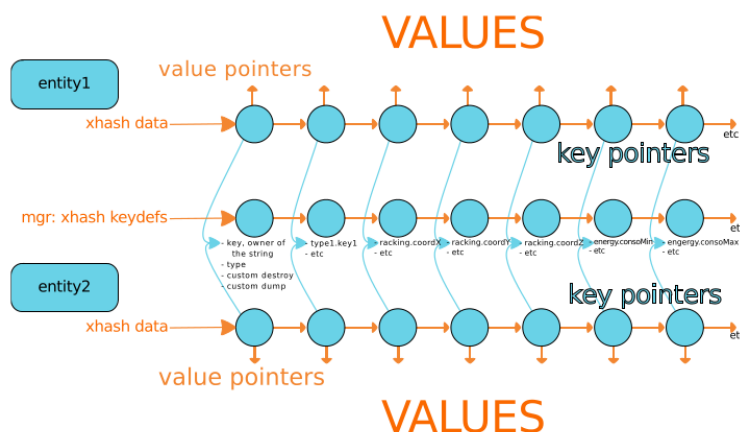 VALUES
value pointers
entity1
xhash data
etc
key pointers
mgr: xhash keydefs
et
- key, owner of
the string
- type
- custom destroy
- custom dump
- type1.key1
- etc
racking.coordX
- etc
racking.coordY
- etc
racking.coordZ
- etc
energy.consoMin
- etc
engergy.consoMax
- etc
entity2
key pointers
xhash data
et
value pointers
VALUES